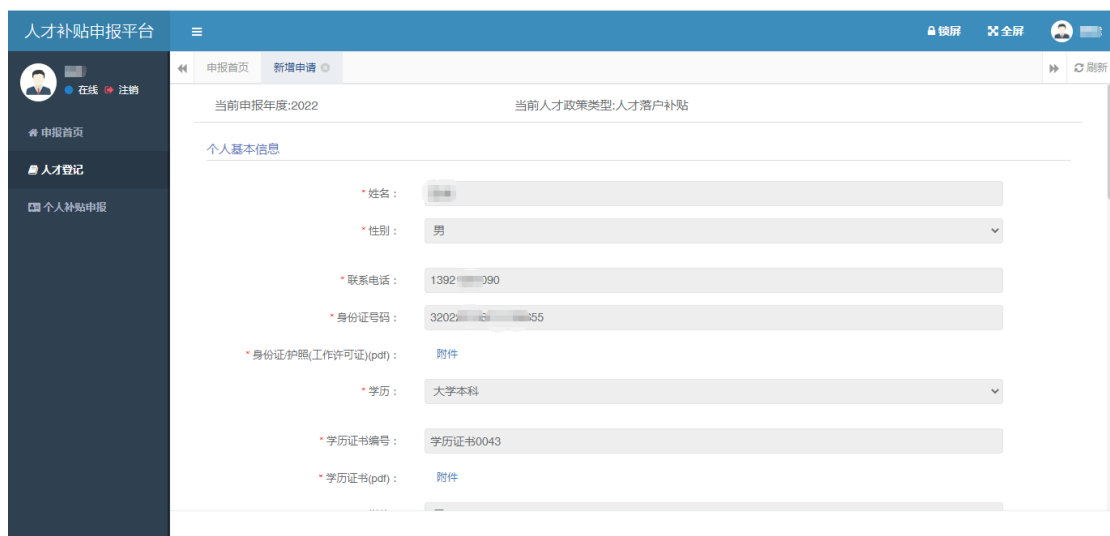 人才补贴申报平台
锁屏
全屏
在线 注销
申报首页
人才登记
个人补贴申报
申报首页
新增申请
刷新
当前申报年度:2022
当前人才政策类型:人才落户补贴
个人基本信息
* 姓名：
* 性别： 男
* 联系电话： 1392 090
* 身份证号码： 3202 55
* 身份证/护照(工作许可证)(pdf)： 附件
* 学历： 大学本科
* 学历证书编号： 学历证书0043
* 学历证书(pdf)： 附件